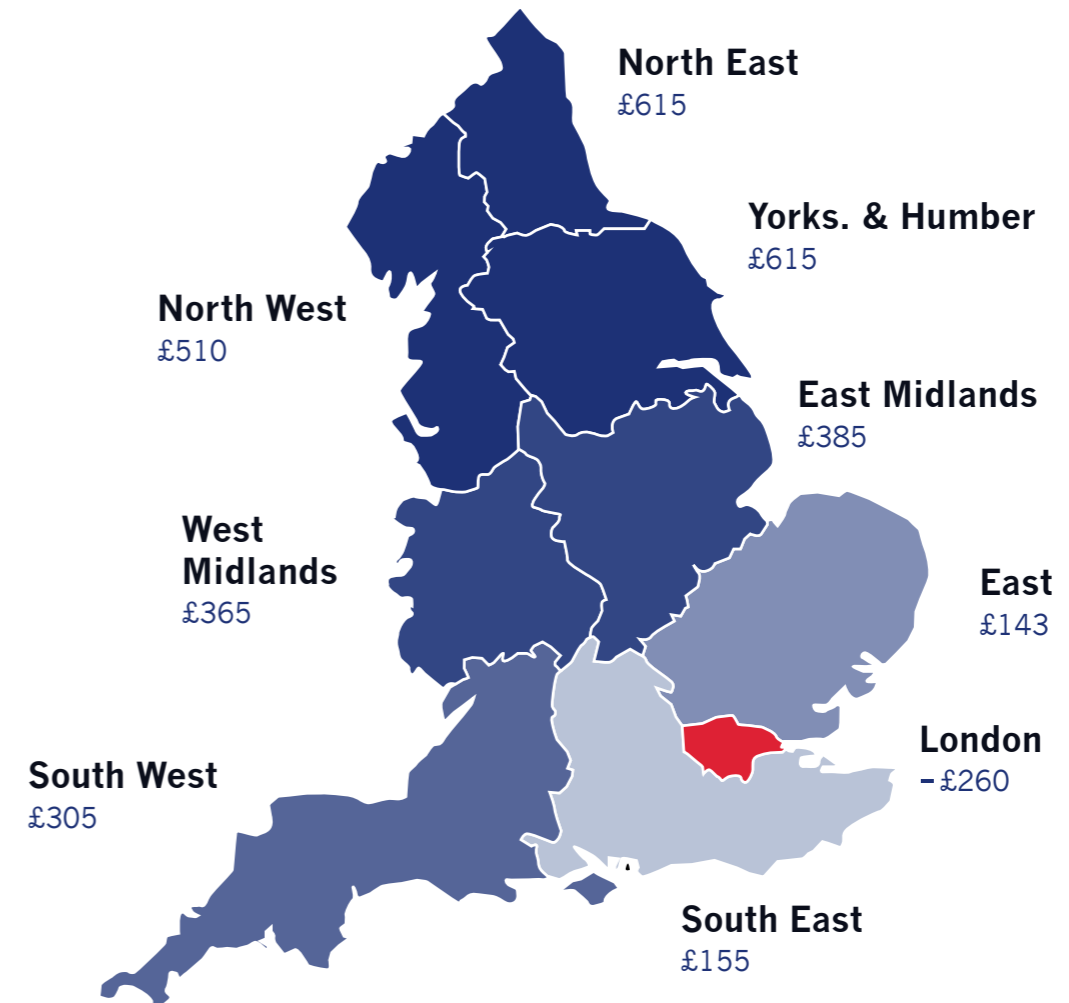 North East
£615
Yorks. & Humber
£615
North West
£510
East Midlands
£385
West
Midlands
£365
East
£143
London
–£260
South West
£305
South East
£155